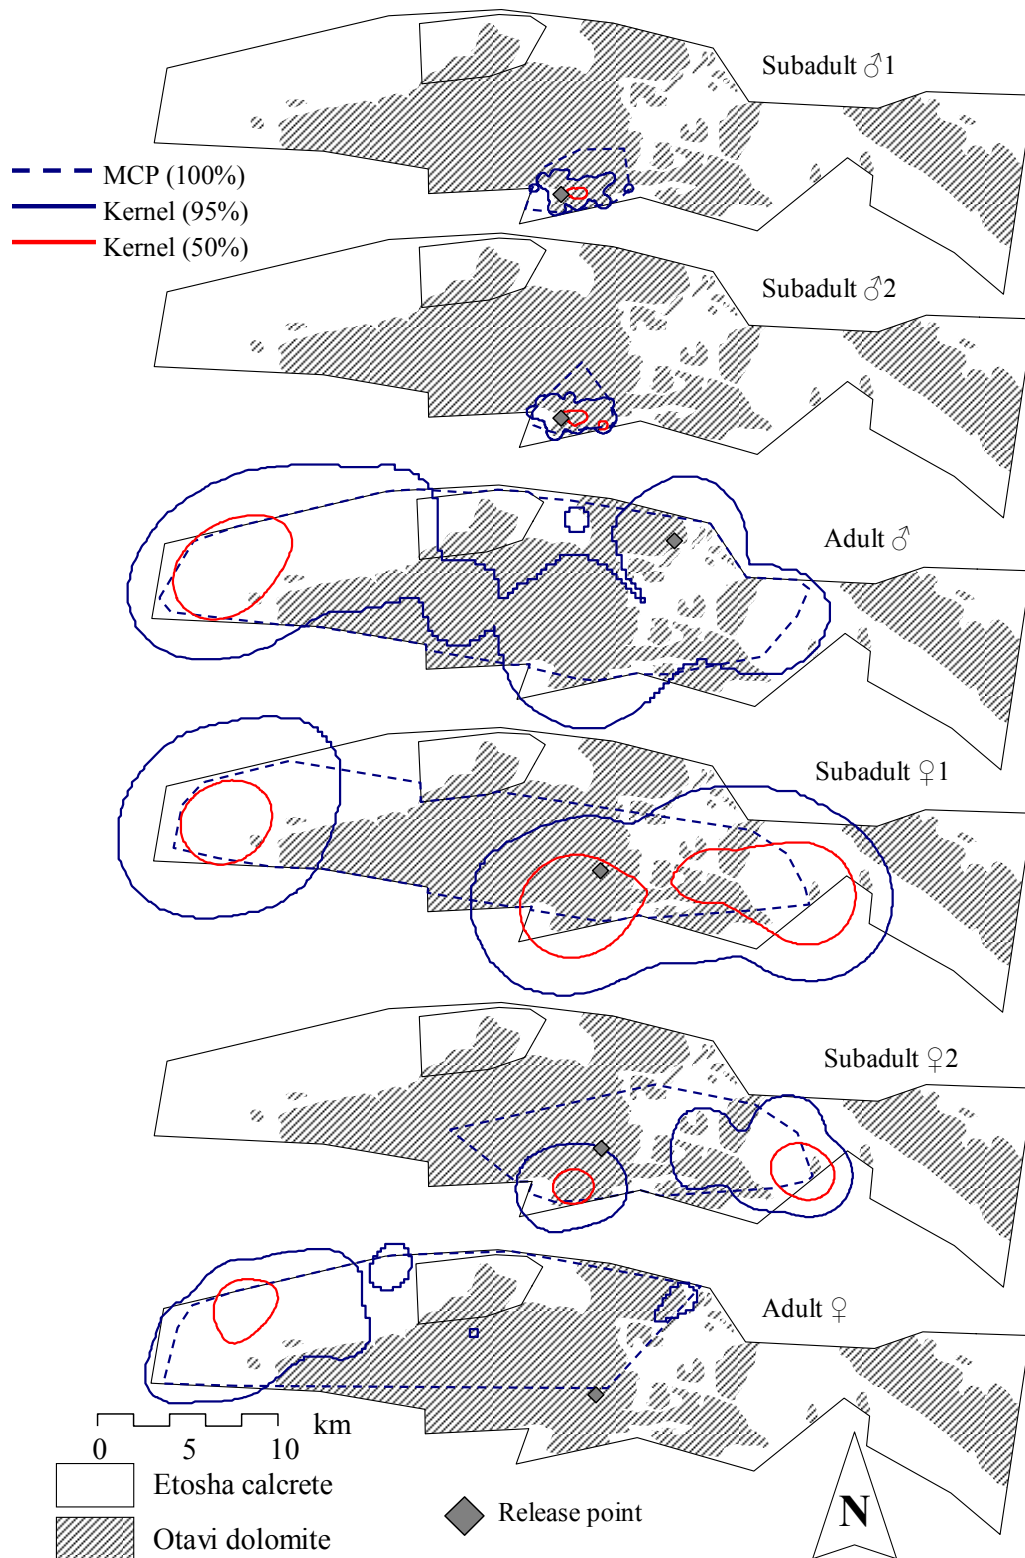 Subadult ♂1
MCP (100%)
Kernel (95%)
Kernel (50%)
Subadult ♂2
Adult ♂
Subadult ♀1
Subadult ♀2
Adult ♀
km
0 5 10
Etosha calcrete
Release point
N
Otavi dolomite